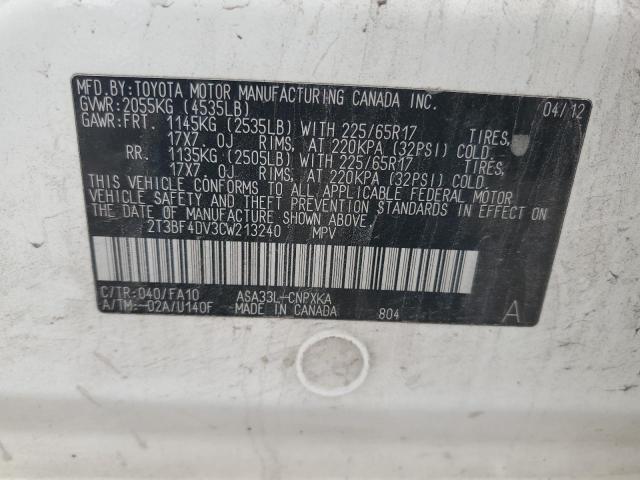 MFD.BY:TOYOTA MOTOR MANUFACTURING CANADA INC. 04/12
GVWR:2055KG (4535LB)
GAWR:FRT. 1145KG (2535LB) WITH 225/65R17 TIRES,
17X7.0J RIMS, AT 220KPA (32PSI) COLD.
RR. 1135KG (2505LB) WITH 225/65R17 TIRES,
17X7.0J RIMS, AT 220KPA (32PSI) COLD.
THIS VEHICLE CONFORMS TO ALL APPLICABLE FEDERAL MOTOR
VEHICLE SAFETY AND THEFT PREVENTION STANDARDS IN EFFECT ON
THE DATE OF MANUFACTURE SHOWN ABOVE.
2T3BF4DV3CW213240 MPV
C/TR:040/FA10 ASA33L-CNPXKA
A/TM:-02A/U140F MADE IN CANADA 804 A